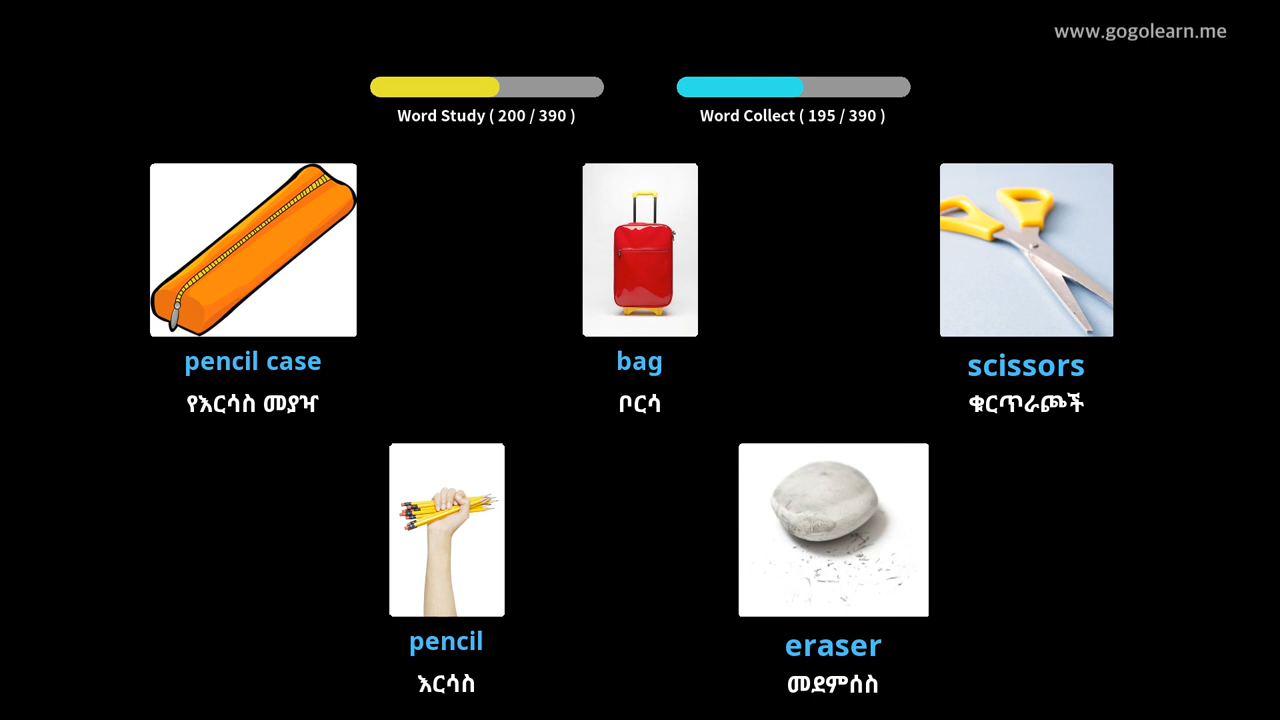 www.gogolearn.me
Word Study ( 200 / 390 )
Word Collect ( 195 / 390 )
pencil case
የእርሳስ መያዣ
bag
ቦርሳ
scissors
ቁርጥራጮች
pencil
እርሳስ
eraser
መደምሰስ